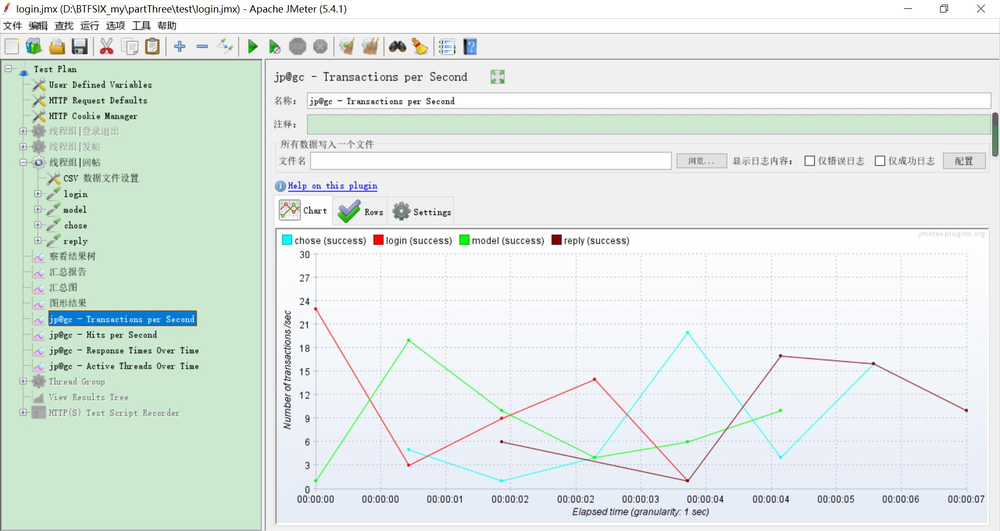 login.jmx (D:\BTFSIX_my\partThree\test\login.jmx) - Apache JMeter (5.4.1)
文件 编辑 查找 运行 选项 工具 帮助
STOP
Test Plan
User Defined Variables
HTTP Request Defaults
HTTP Cookie Manager
线程组|登录退出
线程组|发帖
线程组|回帖
CSV 数据文件设置
login
model
chose
reply
察看结果树
汇总报告
汇总图
图形结果
jp@gc - Transactions per Second
jp@gc - Hits per Second
jp@gc - Response Times Over Time
jp@gc - Active Threads Over Time
Thread Group
View Results Tree
HTTP(S) Test Script Recorder
jp@gc - Transactions per Second
名称: jp@gc - Transactions per Second
注释:
所有数据写入一个文件
文件名 浏览... 显示日志内容: 仅错误日志 仅成功日志 配置
Help on this plugin
Chart Rows Settings
jmeter-plugins.org
chose (success) login (success) model (success) reply (success)
30
27
24
21
18
15
12
9
6
3
0
Number of transactions /sec
00:00:00 00:00:00 00:00:01 00:00:02 00:00:02 00:00:03 00:00:04 00:00:04 00:00:05 00:00:06 00:00:07
Elapsed time (granularity: 1 sec)